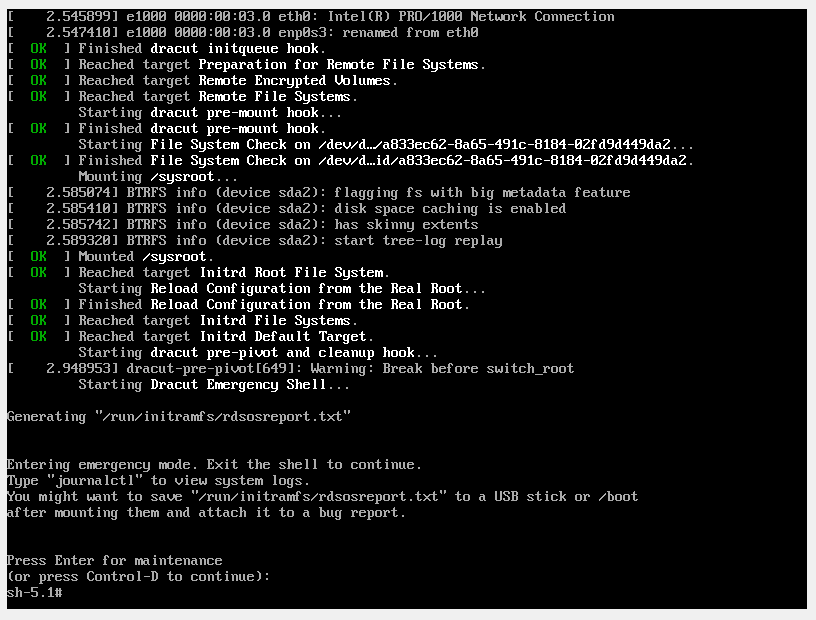 [    2.545899] e1000 0000:00:03.0 eth0: Intel(R) PRO/1000 Network Connection
[    2.547410] e1000 0000:00:03.0 enp0s3: renamed from eth0
[  OK  ] Finished dracut initqueue hook.
[  OK  ] Reached target Preparation for Remote File Systems.
[  OK  ] Reached target Remote Encrypted Volumes.
[  OK  ] Reached target Remote File Systems.
         Starting dracut pre-mount hook...
[  OK  ] Finished dracut pre-mount hook.
         Starting File System Check on /dev/d…/a833ec62-8a65-491c-8184-02fd9d449da2...
[  OK  ] Finished File System Check on /dev/d…id/a833ec62-8a65-491c-8184-02fd9d449da2.
         Mounting /sysroot...
[    2.585074] BTRFS info (device sda2): flagging fs with big metadata feature
[    2.585410] BTRFS info (device sda2): disk space caching is enabled
[    2.585742] BTRFS info (device sda2): has skinny extents
[    2.589320] BTRFS info (device sda2): start tree-log replay
[  OK  ] Mounted /sysroot.
[  OK  ] Reached target Initrd Root File System.
         Starting Reload Configuration from the Real Root...
[  OK  ] Finished Reload Configuration from the Real Root.
[  OK  ] Reached target Initrd File Systems.
[  OK  ] Reached target Initrd Default Target.
         Starting dracut pre-pivot and cleanup hook...
[    2.948953] dracut-pre-pivot[649]: Warning: Break before switch_root
         Starting Dracut Emergency Shell...
Generating "/run/initramfs/rdsosreport.txt"
Entering emergency mode. Exit the shell to continue.
Type "journalctl" to view system logs.
You might want to save "/run/initramfs/rdsosreport.txt" to a USB stick or /boot
after mounting them and attach it to a bug report.
Press Enter for maintenance
(or press Control-D to continue):
sh-5.1#